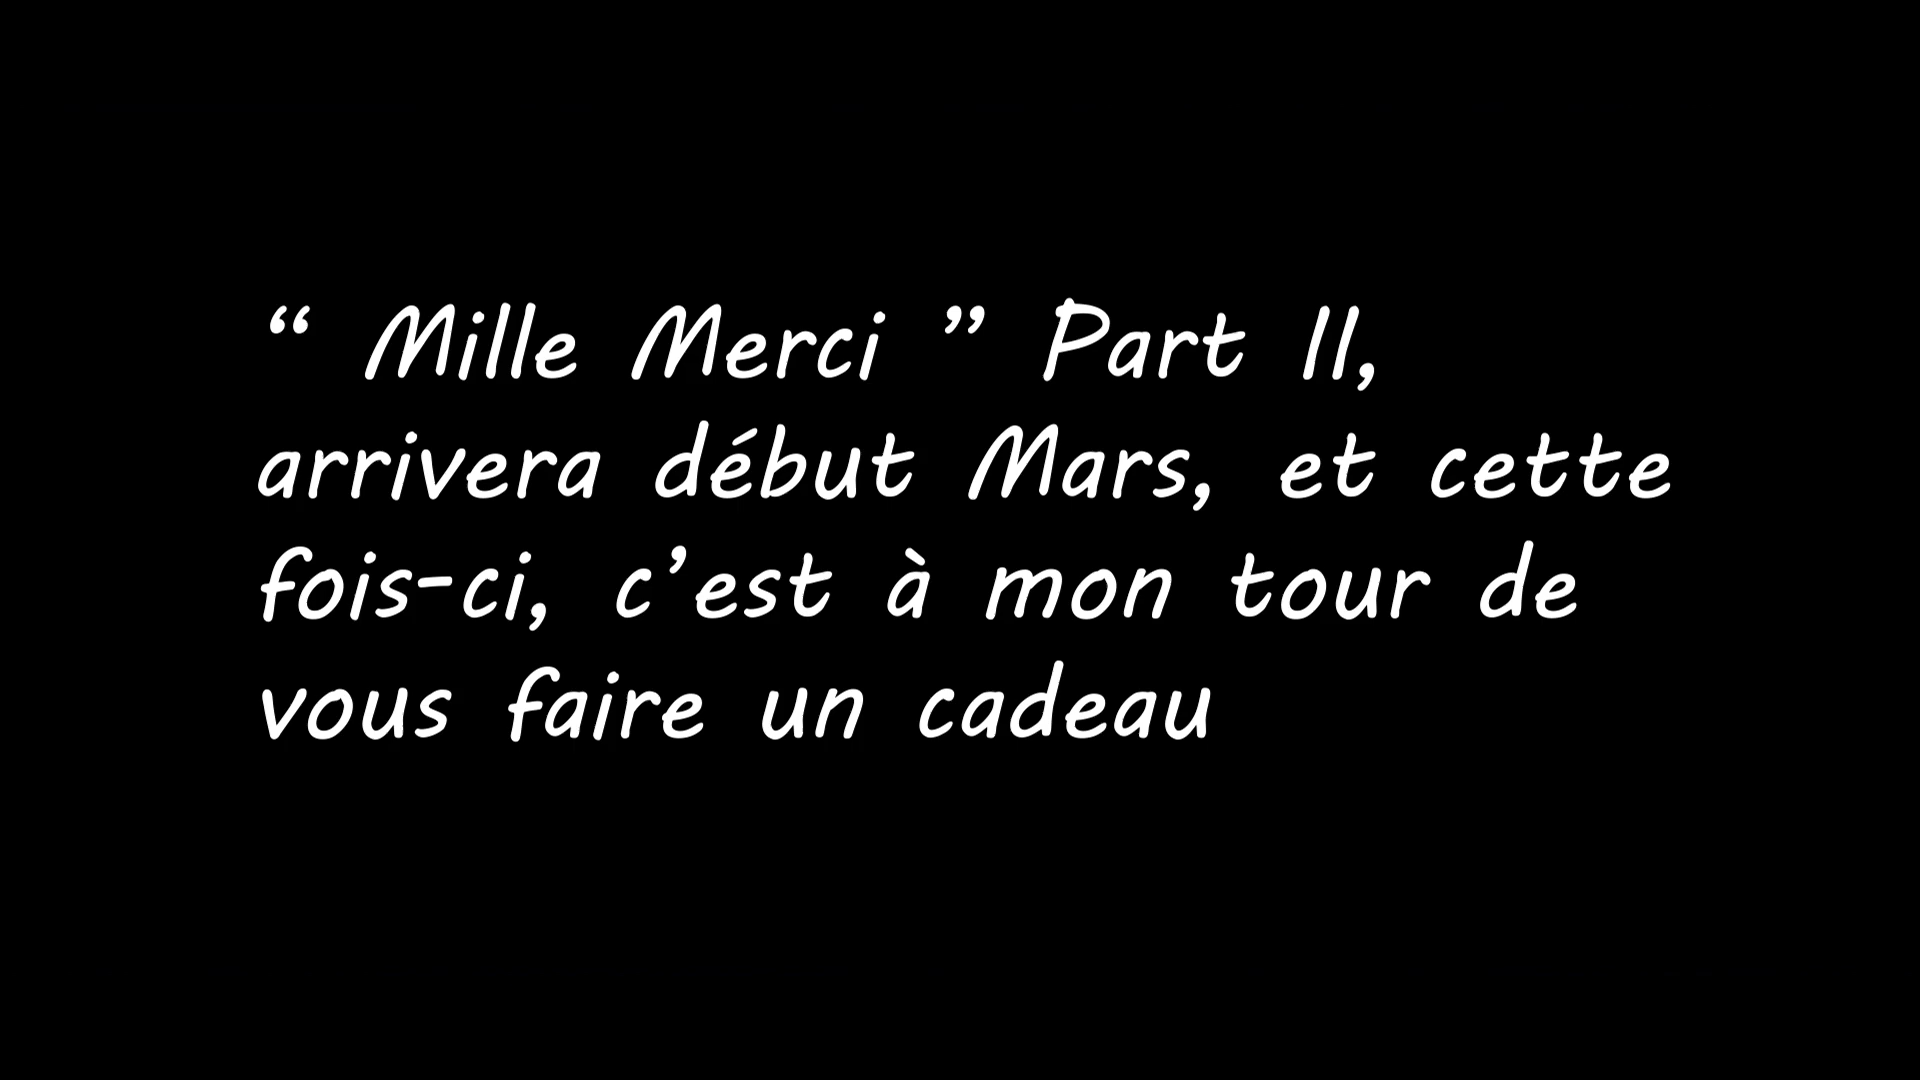 “ Mille Merci ” Part II,
arrivera début Mars, et cette
fois-ci, c’est à mon tour de
vous faire un cadeau